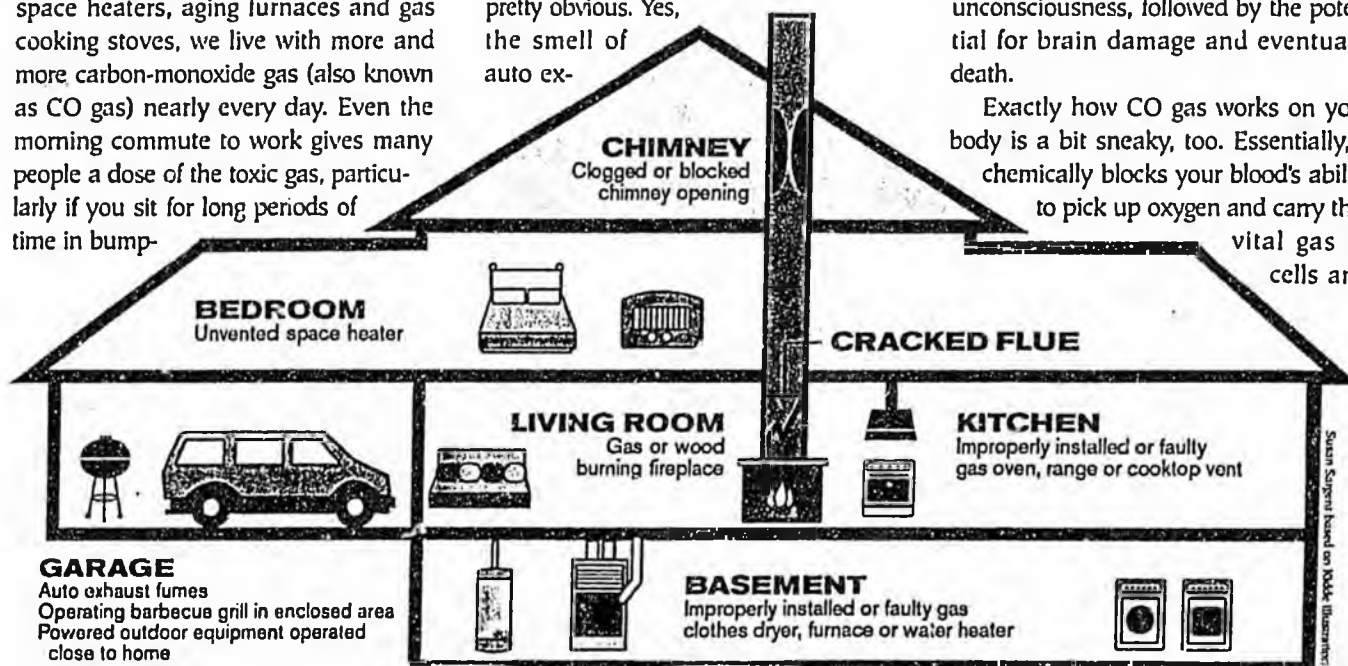 space heaters, aging furnaces and gas
cooking stoves, we live with more and
more carbon-monoxide gas (also known
as CO gas) nearly every day. Even the
morning commute to work gives many
people a dose of the toxic gas, particu-
larly if you sit for long periods of
time in bump-
pretty obvious. Yes,
the smell of
auto ex-
unconsciousness, followed by the pote
tial for brain damage and eventua
death.
Exactly how CO gas works on yo
body is a bit sneaky, too. Essentially,
chemically blocks your blood's abil
to pick up oxygen and carry th
vital gas
cells an
CHIMNEY
Clogged or blocked
chimney opening
BEDROOM
Unvented space heater
CRACKED FLUE
LIVING ROOM
Gas or wood
burning fireplace
KITCHEN
Improperly installed or faulty
gas oven, range or cooktop vent
GARAGE
Auto exhaust fumes
Operating barbecue grill in enclosed area
Powered outdoor equipment operated
close to home
BASEMENT
Improperly installed or faulty gas
clothes dryer, furnace or water heater
Susan Sargent based on Kidde illustration